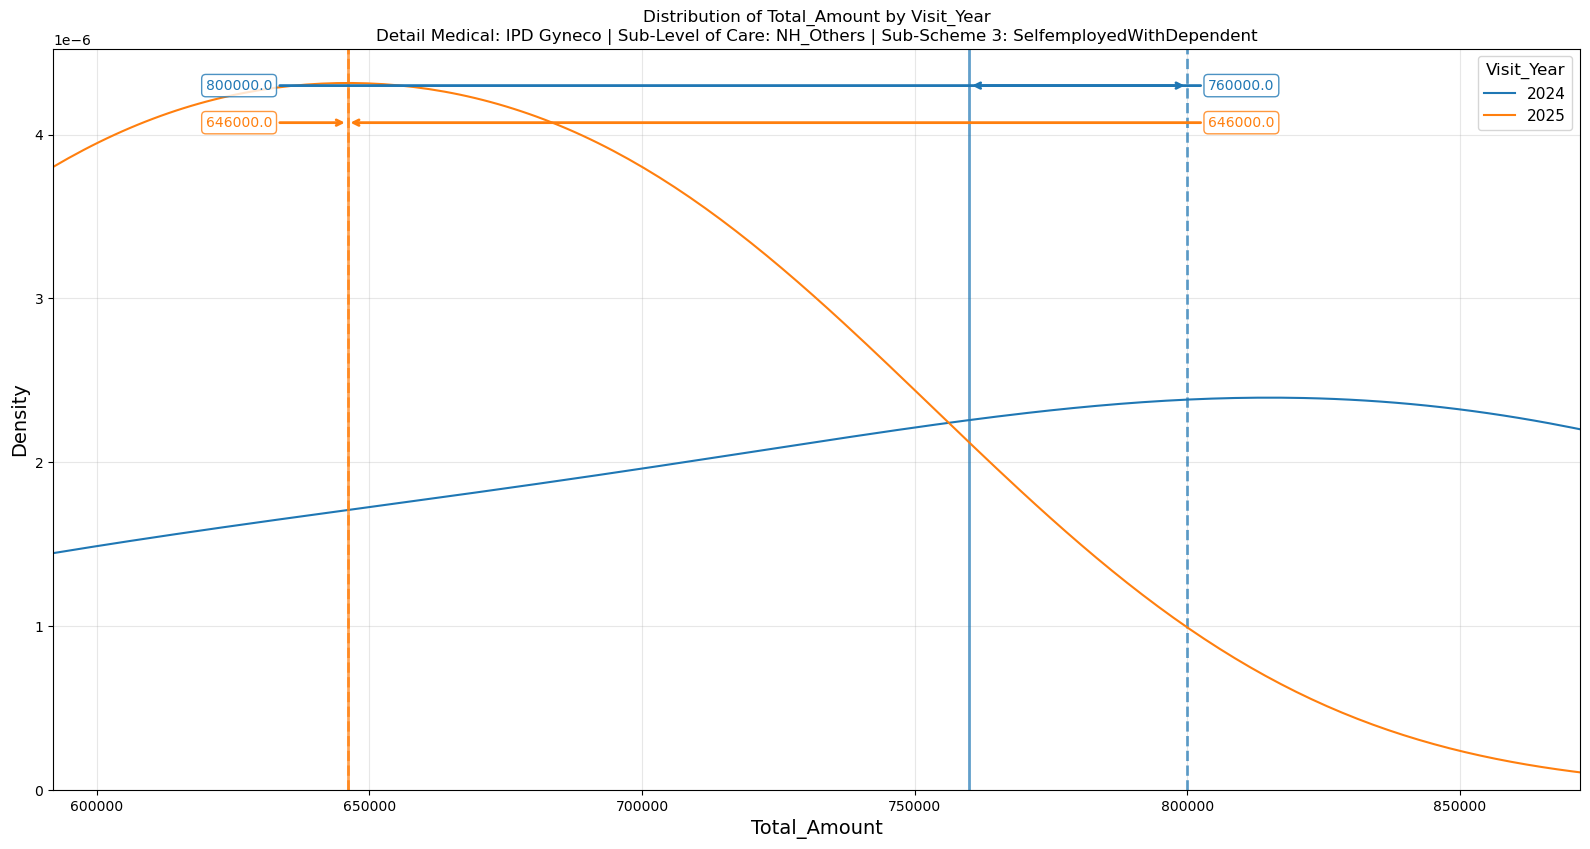 Distribution of Total_Amount by Visit_Year
Detail Medical: IPD Gyneco | Sub-Level of Care: NH_Others | Sub-Scheme 3: SelfemployedWithDependent
1e−6
800000.0
760000.0
646000.0
646000.0
Visit_Year
2024
2025
4
3
2
1
0
Density
600000
650000
700000
750000
800000
850000
Total_Amount